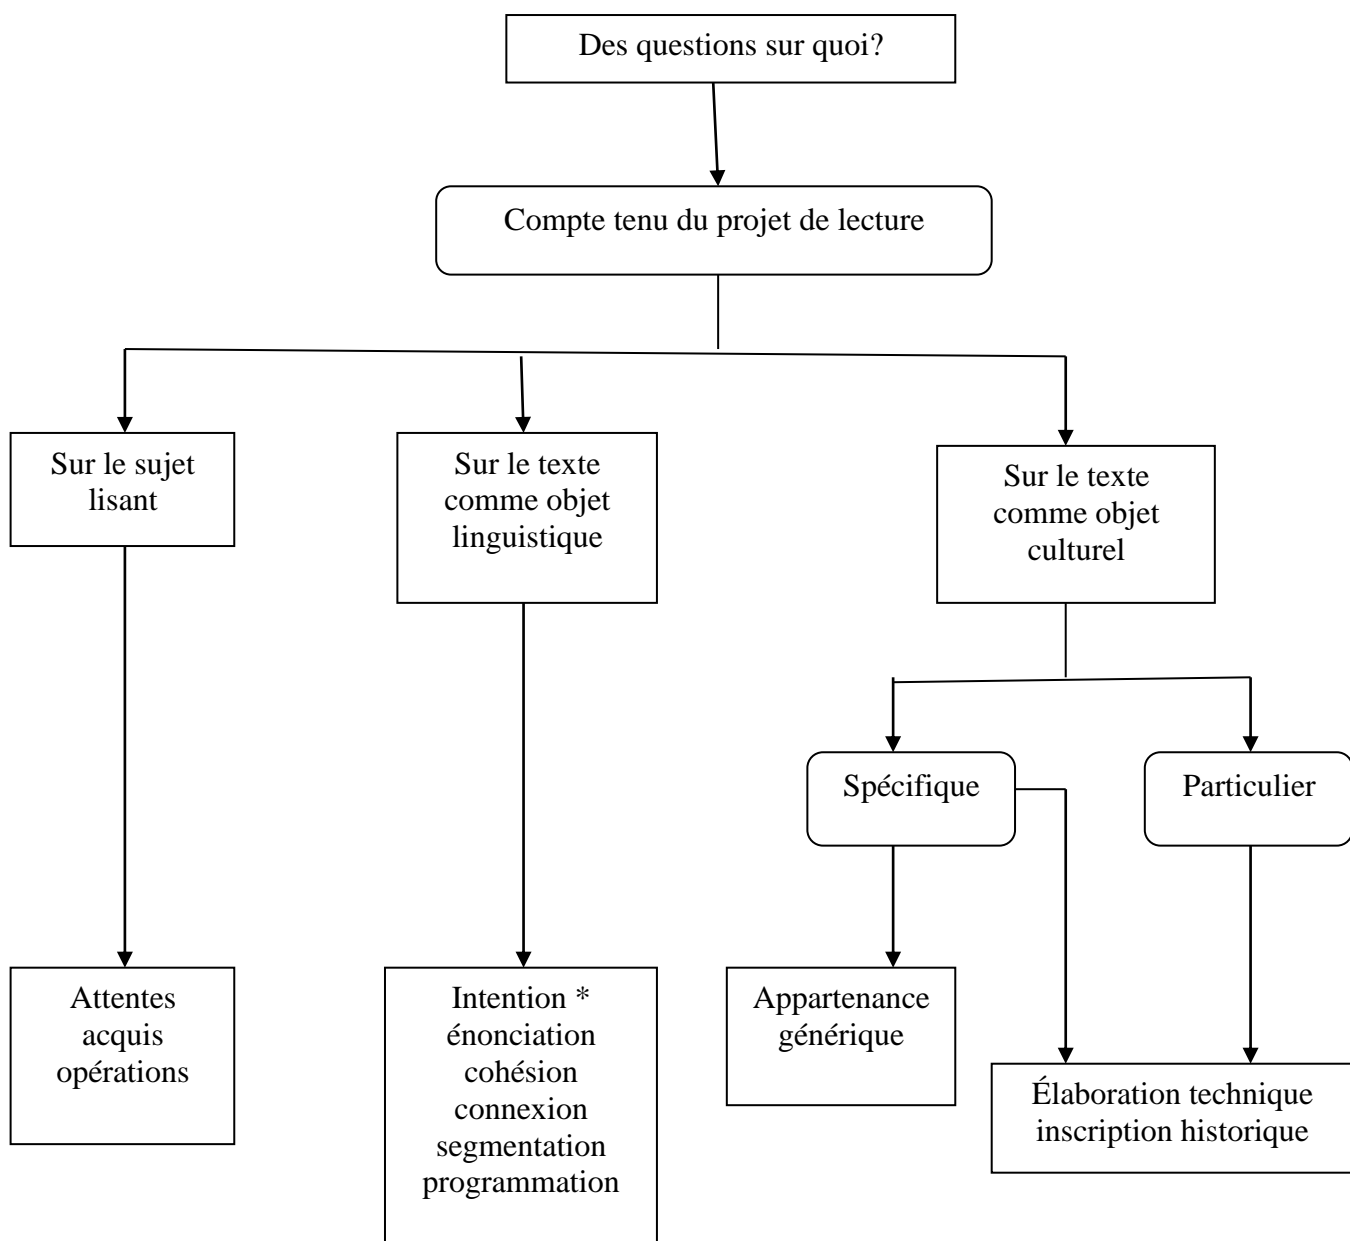 Des questions sur quoi?
Compte tenu du projet de lecture
Sur le sujet
lisant
Sur le texte
comme objet
linguistique
Sur le texte
comme objet
culturel
Spécifique
Particulier
Attentes
acquis
opérations
Intention *
énonciation
cohésion
connexion
segmentation
programmation
Appartenance
générique
Élaboration technique
inscription historique